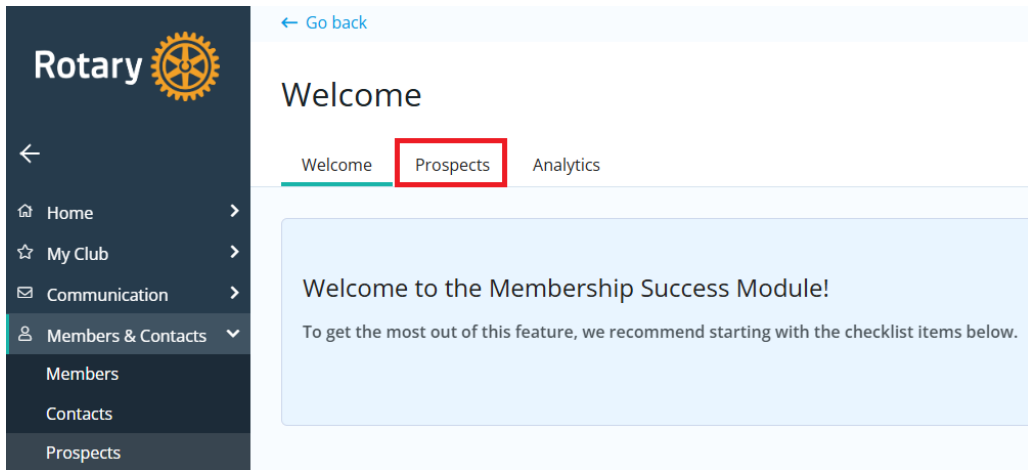 Rotary
Home
My Club
Communication
Members & Contacts
Members
Contacts
Prospects
← Go back
Welcome
Welcome Prospects Analytics
Welcome to the Membership Success Module!
To get the most out of this feature, we recommend starting with the checklist items below.